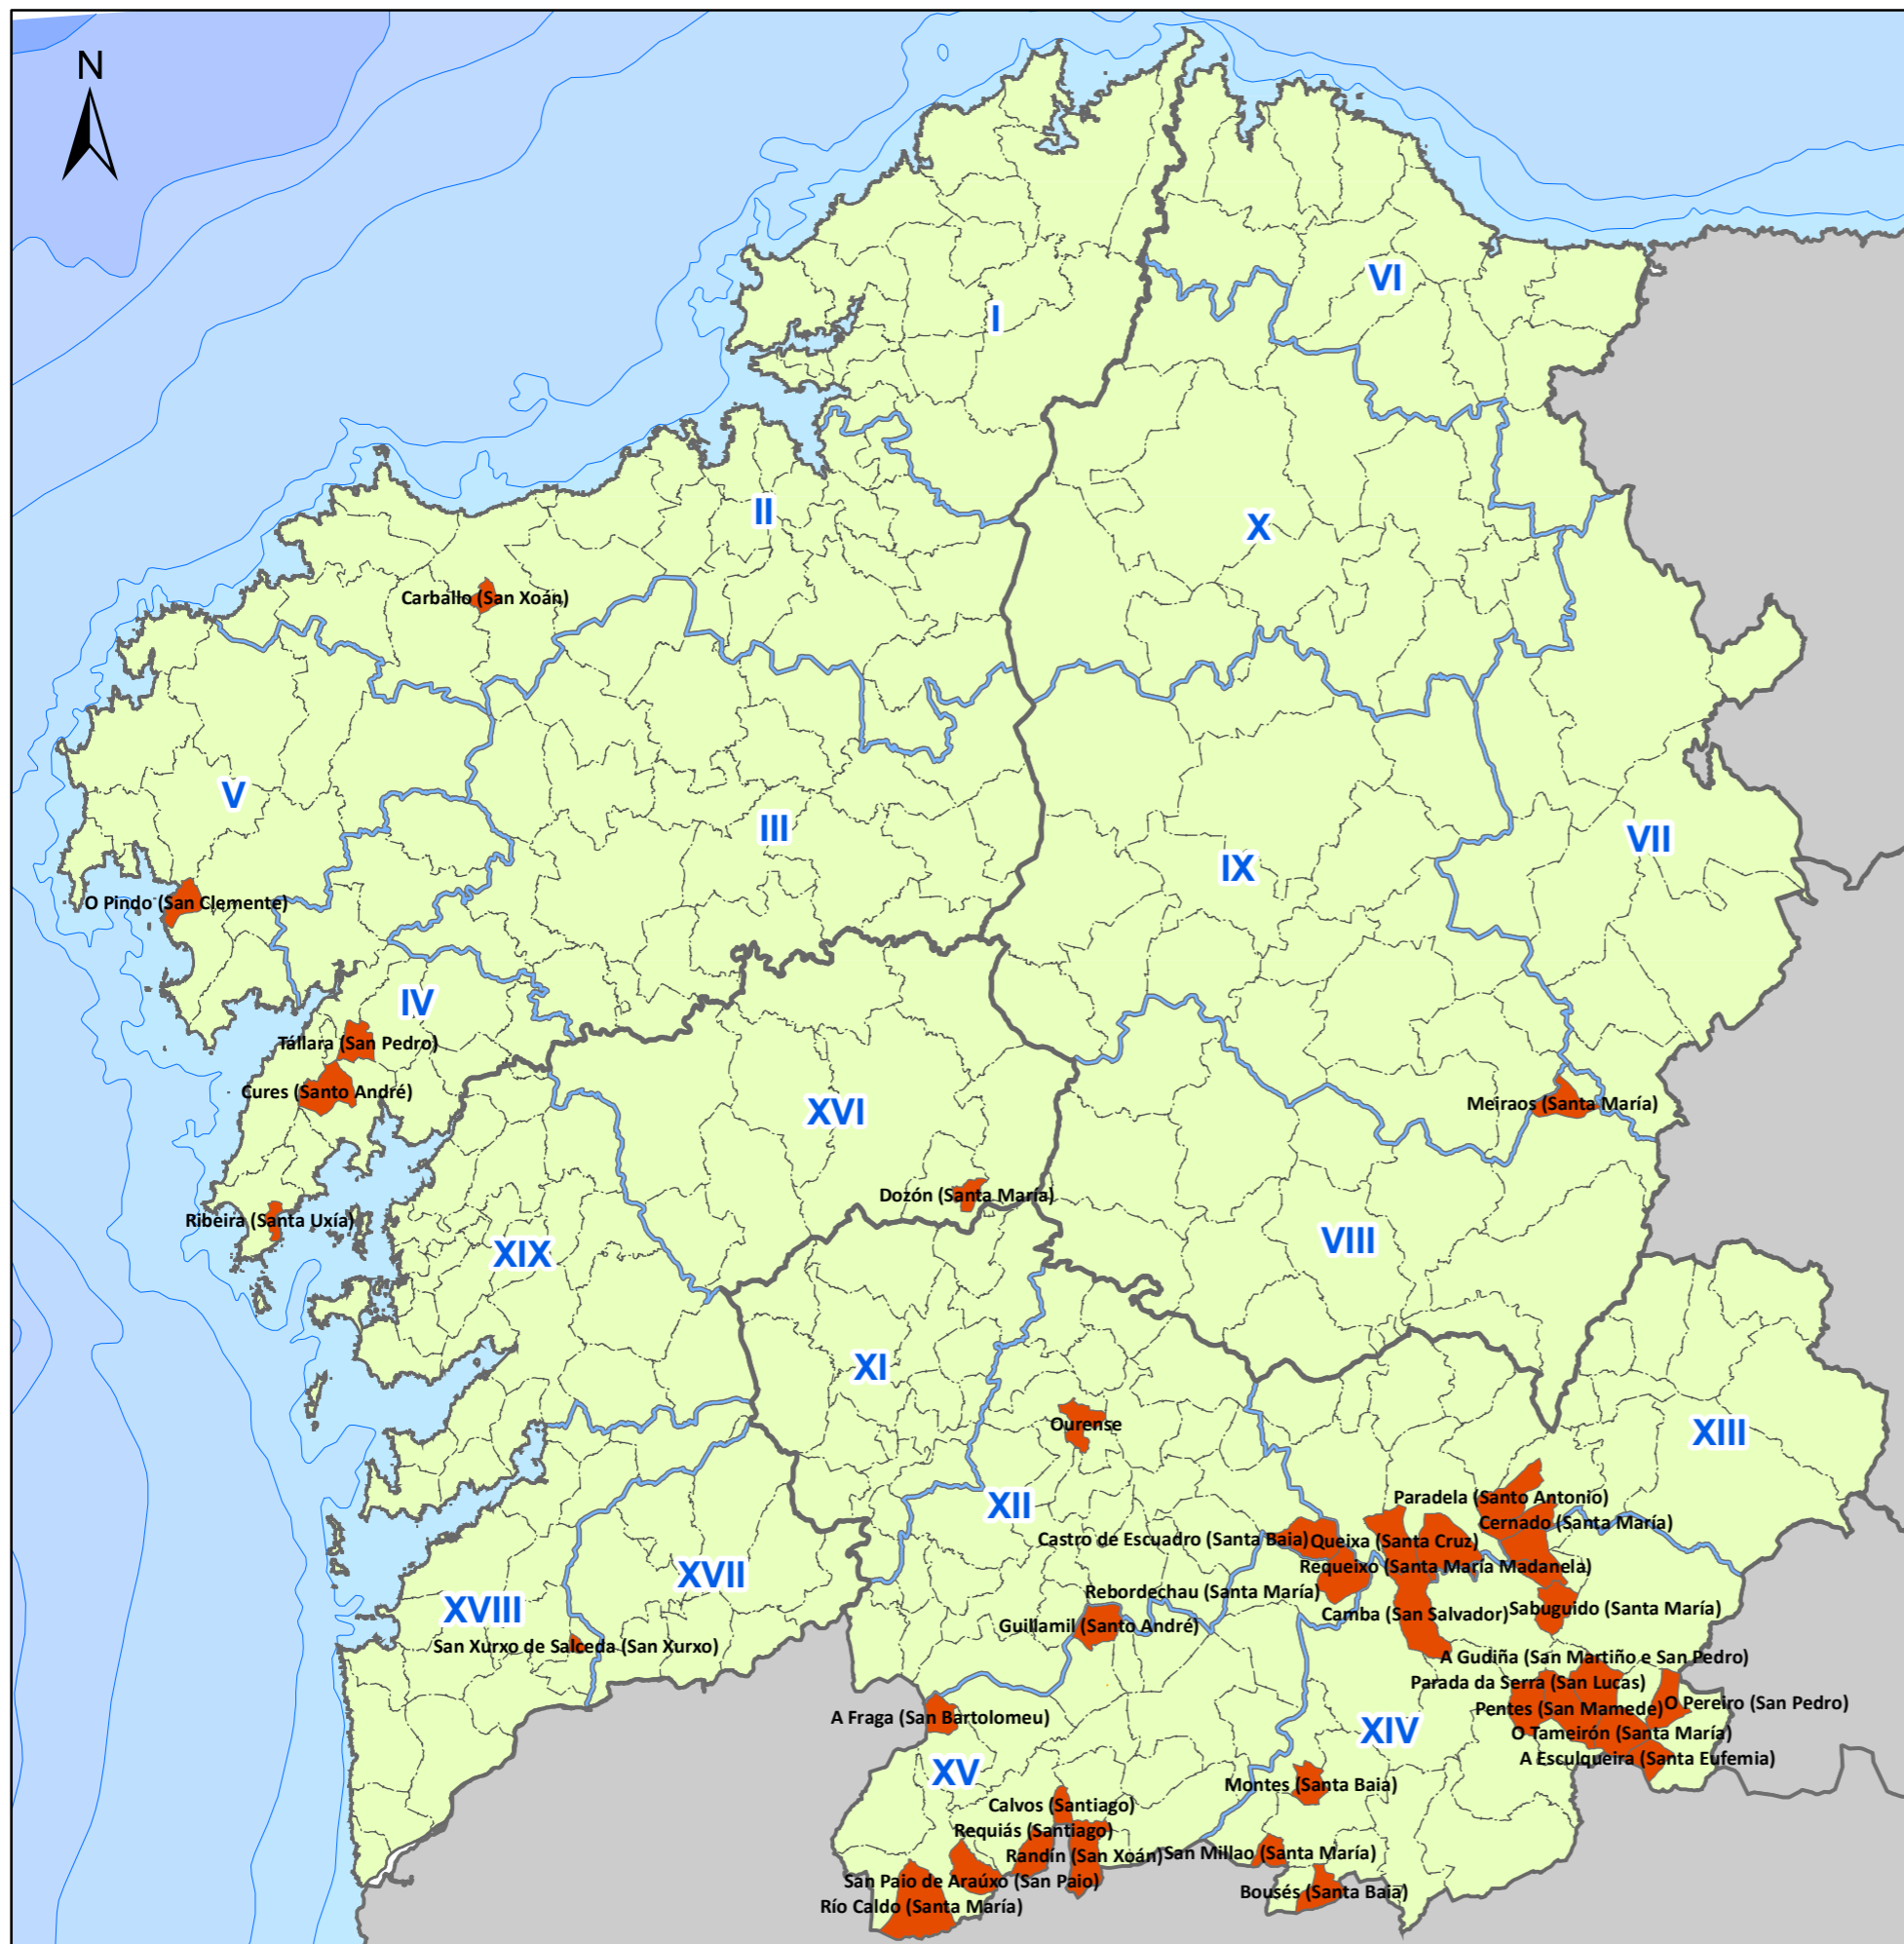 N
VI
I
II
X
Carballo (San Xoán)
V
III
VII
IX
O Pindo (San Clemente)
IV
Tállara (San Pedro)
Cures (Santo André)
Meiraos (Santa María)
XVI
Dozón (Santa María)
Ribeira (Santa Uxía)
VIII
XIX
XI
Ourense
XIII
Paradela (Santo Antonio)
XII
Cernado (Santa María)
Castro de Escuadro (Santa Baia)
Queixa (Santa Cruz)
Requeixo (Santa María Madanela)
XVII
Rebordechau (Santa María)
XVIII
Camba (San Salvador)
Sabuguido (Santa María)
Guillamil (Santo André)
San Xurxo de Salceda (San Xurxo)
A Gudiña (San Martiño e San Pedro)
Parada da Serra (San Lucas)
O Pereiro (San Pedro)
Pentes (San Mamede)
A Fraga (San Bartolomeu)
XIV
O Tameirón (Santa María)
A Esculqueira (Santa Eufemia)
XV
Montes (Santa Baia)
Calvos (Santiago)
Requiás (Santiago)
Randín (San Xoán)
San Millao (Santa María)
San Paio de Araúxo (San Paio)
Bousés (Santa Baia)
Río Caldo (Santa María)